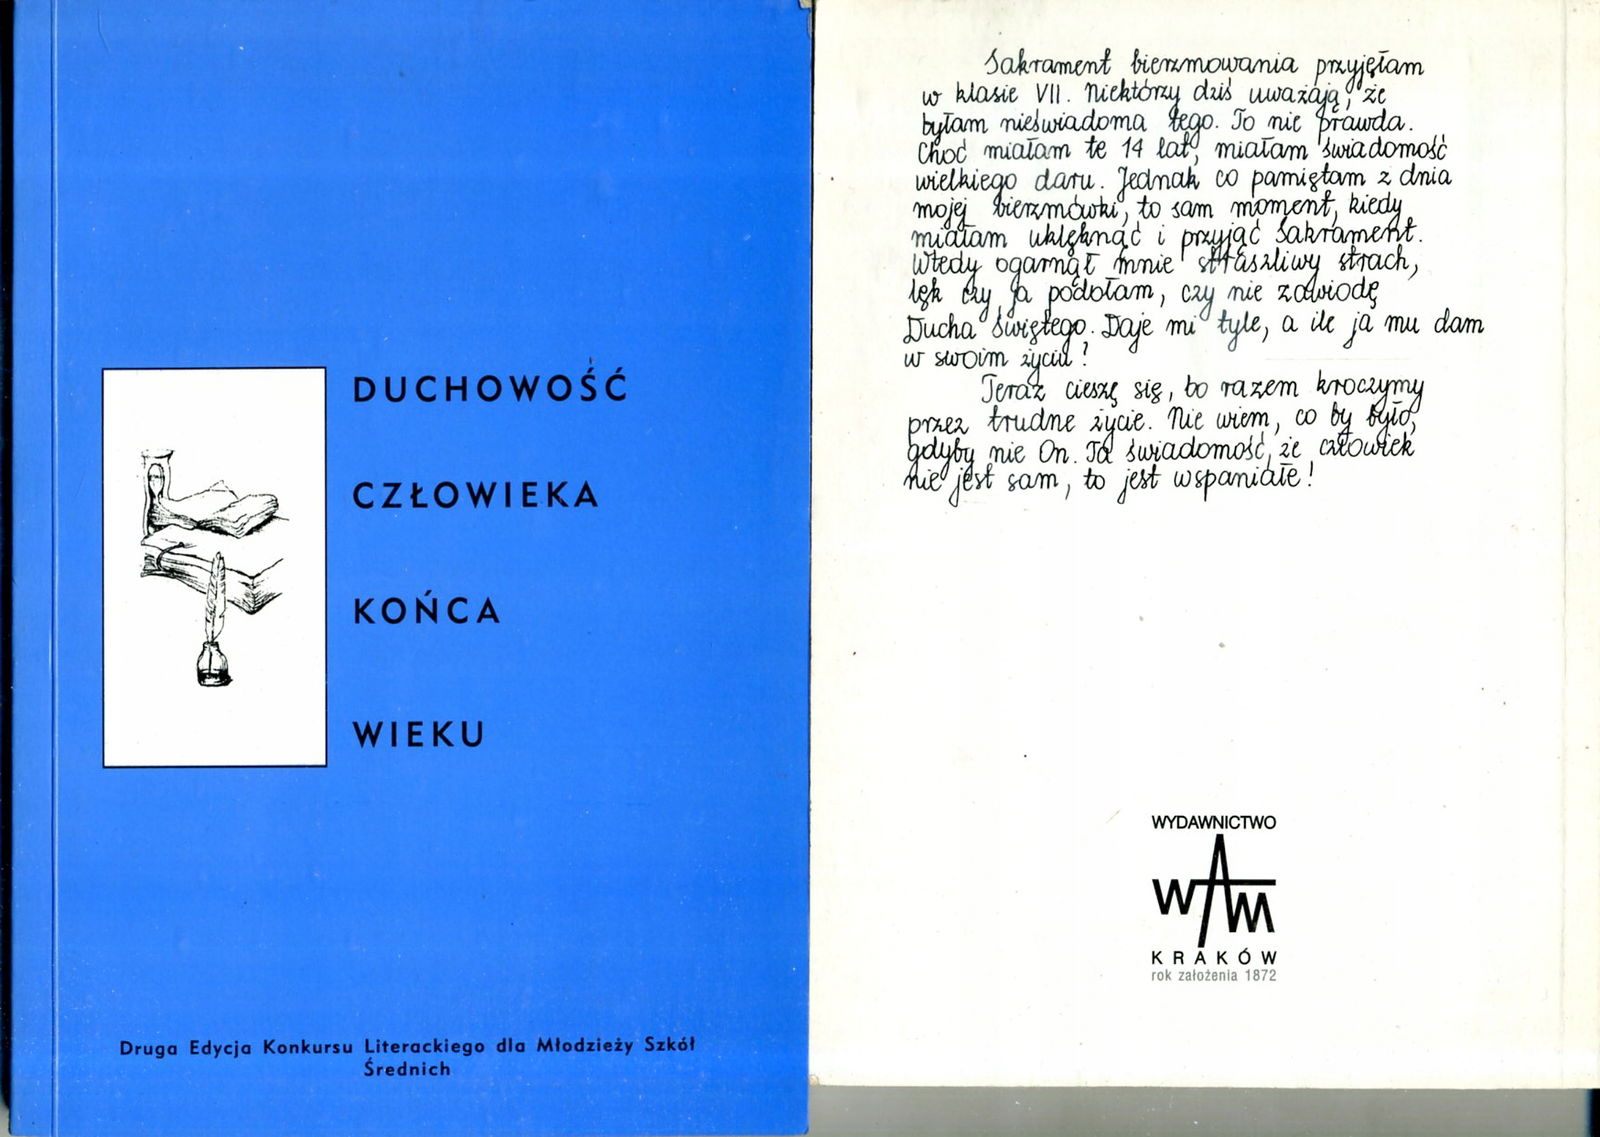 DUCHOWOŚĆ
CZŁOWIEKA
KOŃCA
WIEKU
Druga Edycja Konkursu Literackiego dla Młodzieży Szkół
Średnich
Sakrament bierzmowania przyjęłam
w klasie VII. Niektórzy dziś uważają, że
byłam nieświadoma tego. To nie prawda.
Choć miałam te 14 lat, miałam świadomość
wielkiego daru. Jednak co pamiętam z dnia
mojej bierzmówki, to sam moment, kiedy
miałam uklęknąć i przyjąć Sakrament.
Wtedy ogarnął mnie straszliwy strach,
lęk czy ja podołam, czy nie zawiodę
Ducha Świętego. Daje mi tyle, a ile ja mu dam
w swoim życiu?
Teraz cieszę się, bo razem kroczymy
przez trudne życie. Nie wiem, co by było,
gdyby nie On. Ta świadomość, że człowiek
nie jest sam, to jest wspaniałe!
WYDAWNICTWO
WAM
KRAKÓW
rok założenia 1872